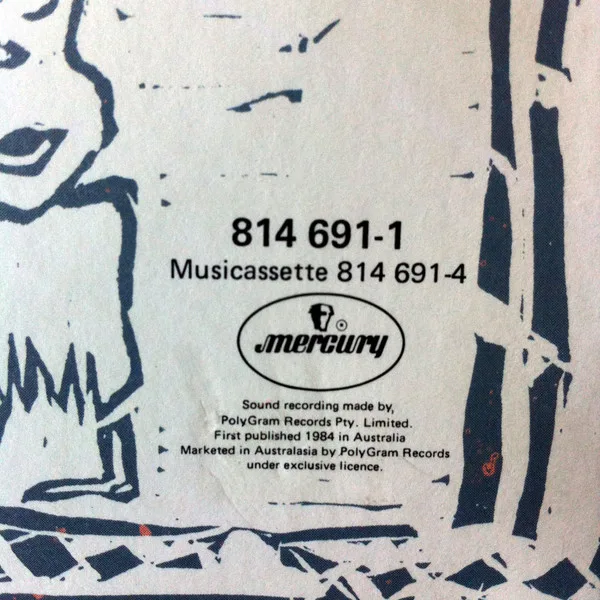 814 691-1
Musicassette 814 691-4
mercury
Sound recording made by,
PolyGram Records Pty. Limited.
First published 1984 in Australia
Marketed in Australasia by PolyGram Records
under exclusive licence.